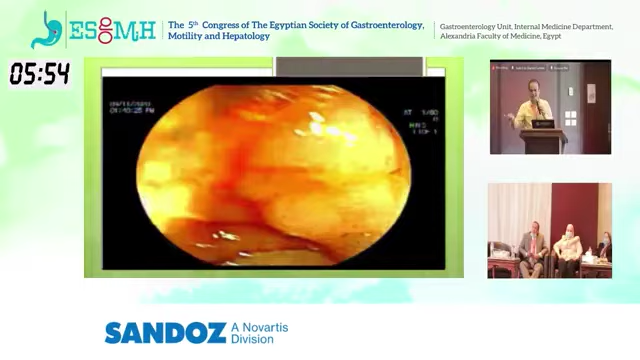 ESGMH
The 5th Congress of The Egyptian Society of Gastroenterology,
Motility and Hepatology
Gastroenterology Unit, Internal Medicine Department,
Alexandria Faculty of Medicine, Egypt
05:54
SANDOZ A Novartis
Division